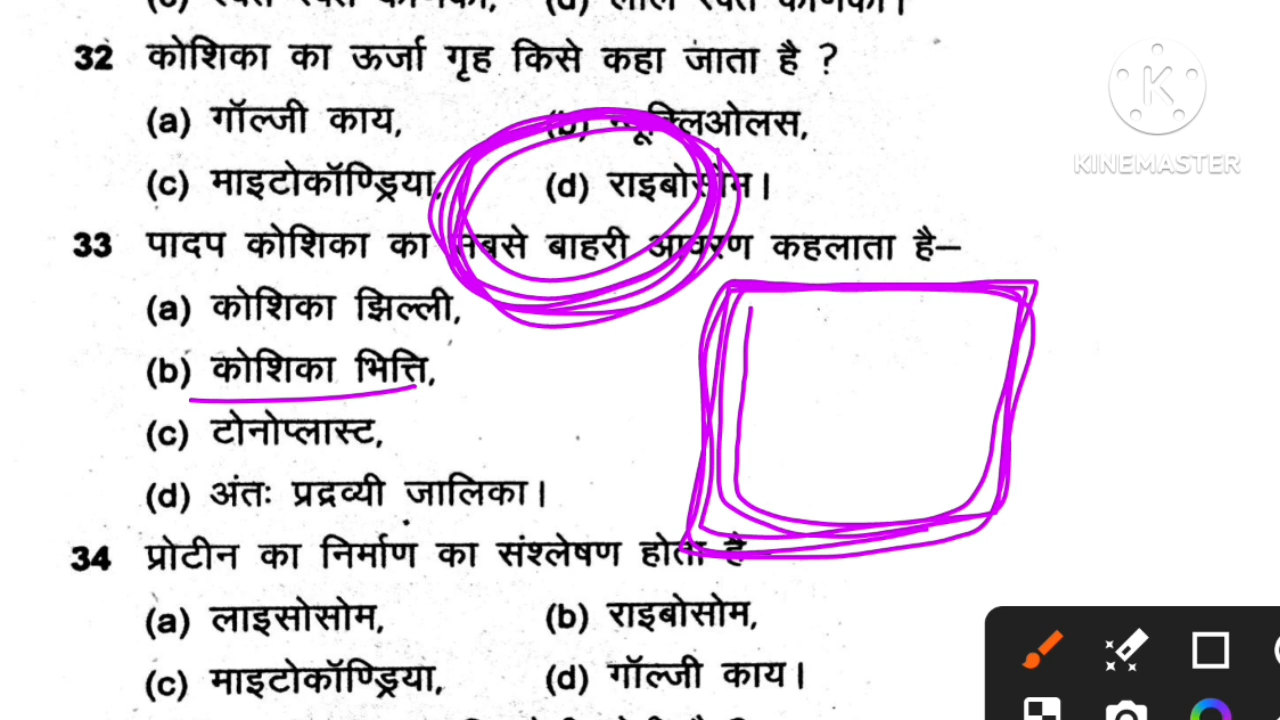 32 कोशिका का ऊर्जा गृह किसे कहा जाता है ?
(a) गॉल्जी काय, (b) न्यूक्लिओलस,
(c) माइटोकॉण्ड्रिया, (d) राइबोसोम।
33 पादप कोशिका का सबसे बाहरी आवरण कहलाता है–
(a) कोशिका झिल्ली,
(b) कोशिका भित्ति,
(c) टोनोप्लास्ट,
(d) अंतः प्रद्रव्यी जालिका।
34 प्रोटीन का निर्माण का संश्लेषण होता है
(a) लाइसोसोम, (b) राइबोसोम,
(c) माइटोकॉण्ड्रिया, (d) गॉल्जी काय।
K
KINEMASTER